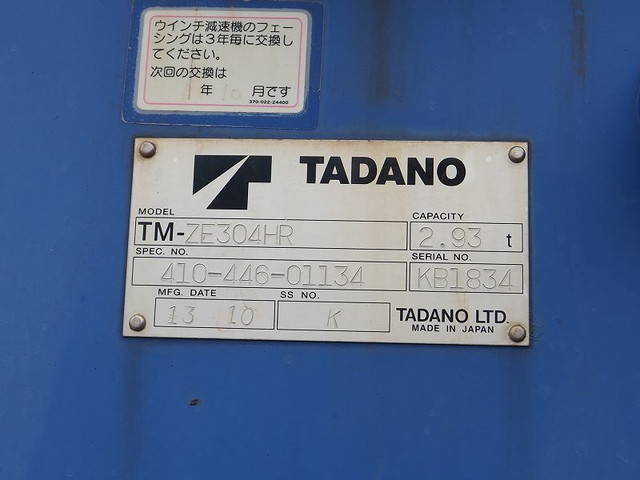 ウインチ減速機のフェー
シングは3年毎に交換し
てください。
次回の交換は
年 月です
370-022-24400
TADANO
MODEL
TM-ZE304HR
CAPACITY
2.93 t
SPEC. NO.
410-446-01134
SERIAL NO.
KB1834
MFG. DATE
13 10
SS NO.
K
TADANO LTD.
MADE IN JAPAN